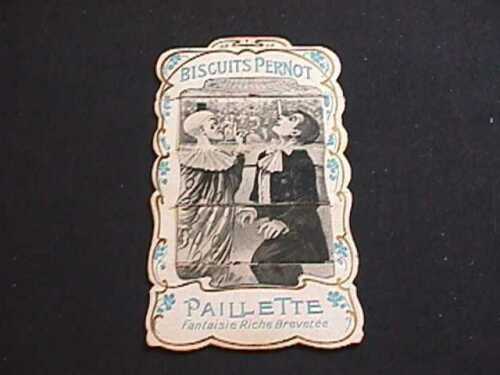 BISCUITS PERNOT
PAILLETTE
Fantaisie Riche Brevetée